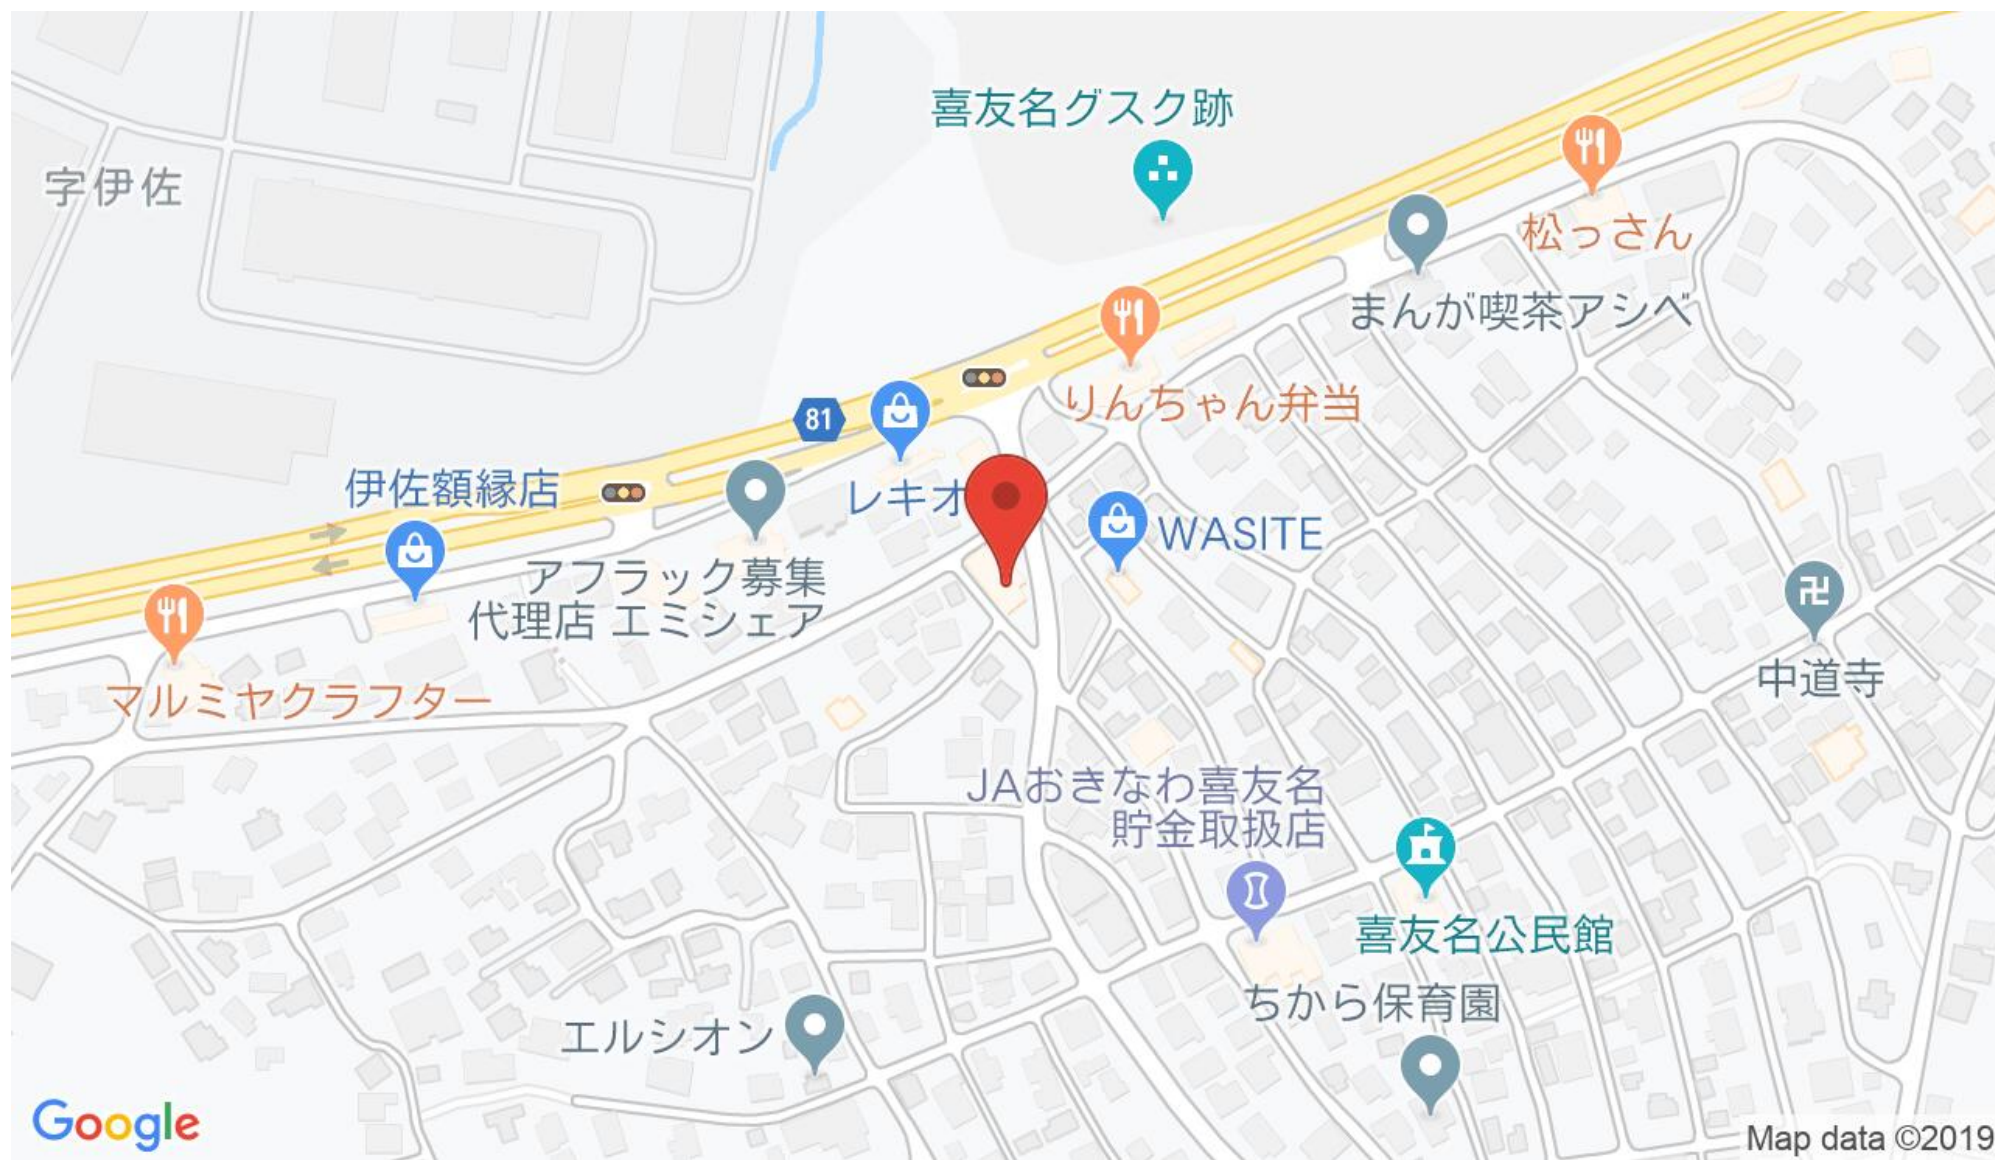 喜友名グスク跡
字伊佐
松っさん
まんが喫茶アシベ
りんちゃん弁当
81
伊佐額縁店
レキオ
WASITE
アフラック募集
代理店 エミシェア
マルミヤクラフター
卍
中道寺
JAおきなわ喜友名
貯金取扱店
喜友名公民館
ちから保育園
エルシオン
Google
Map data ©2019